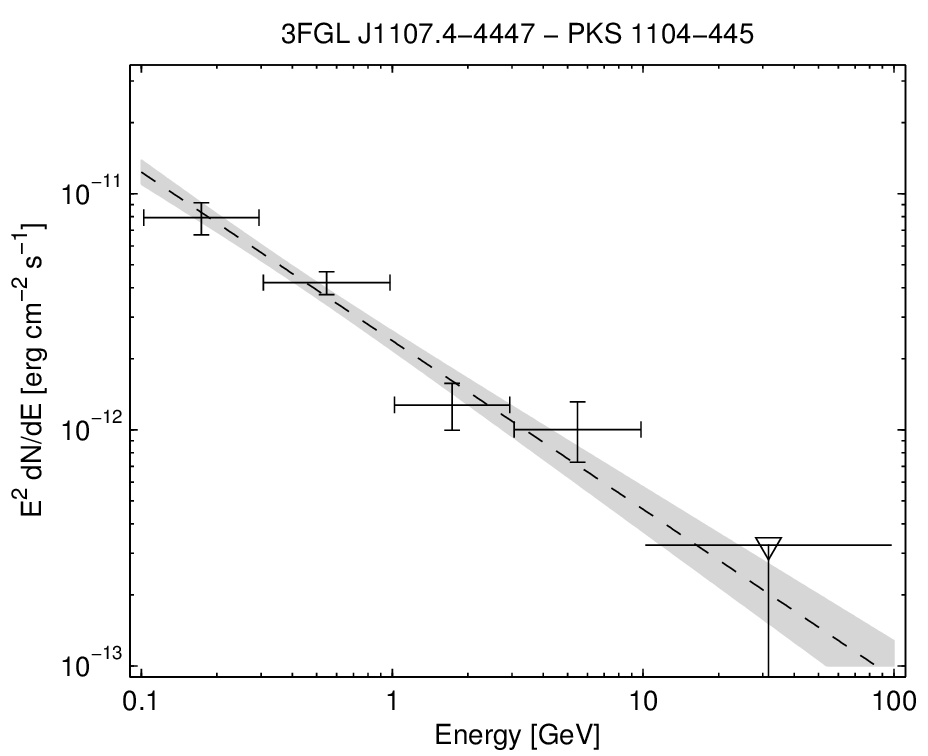 3FGL J1107.4−4447 − PKS 1104−445
E² dN/dE [erg cm⁻² s⁻¹]
10⁻¹¹
10⁻¹²
10⁻¹³
0.1 1 10 100
Energy [GeV]